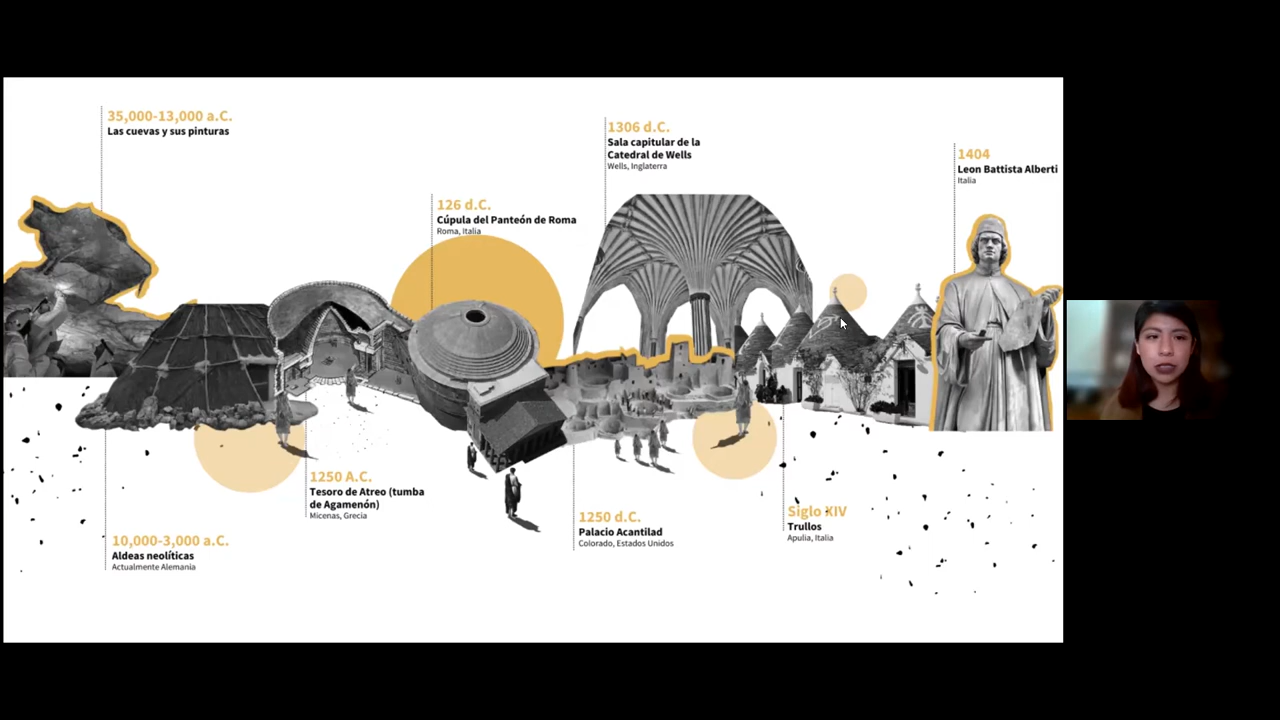 35,000-13,000 a.C.
Las cuevas y sus pinturas
10,000-3,000 a.C.
Aldeas neolíticas
Actualmente Alemania
1250 A.C.
Tesoro de Atreo (tumba
de Agamenón)
Micenas, Grecia
126 d.C.
Cúpula del Panteón de Roma
Roma, Italia
1250 d.C.
Palacio Acantilad
Colorado, Estados Unidos
1306 d.C.
Sala capitular de la
Catedral de Wells
Wells, Inglaterra
Siglo XIV
Trullos
Apulia, Italia
1404
Leon Battista Alberti
Italia